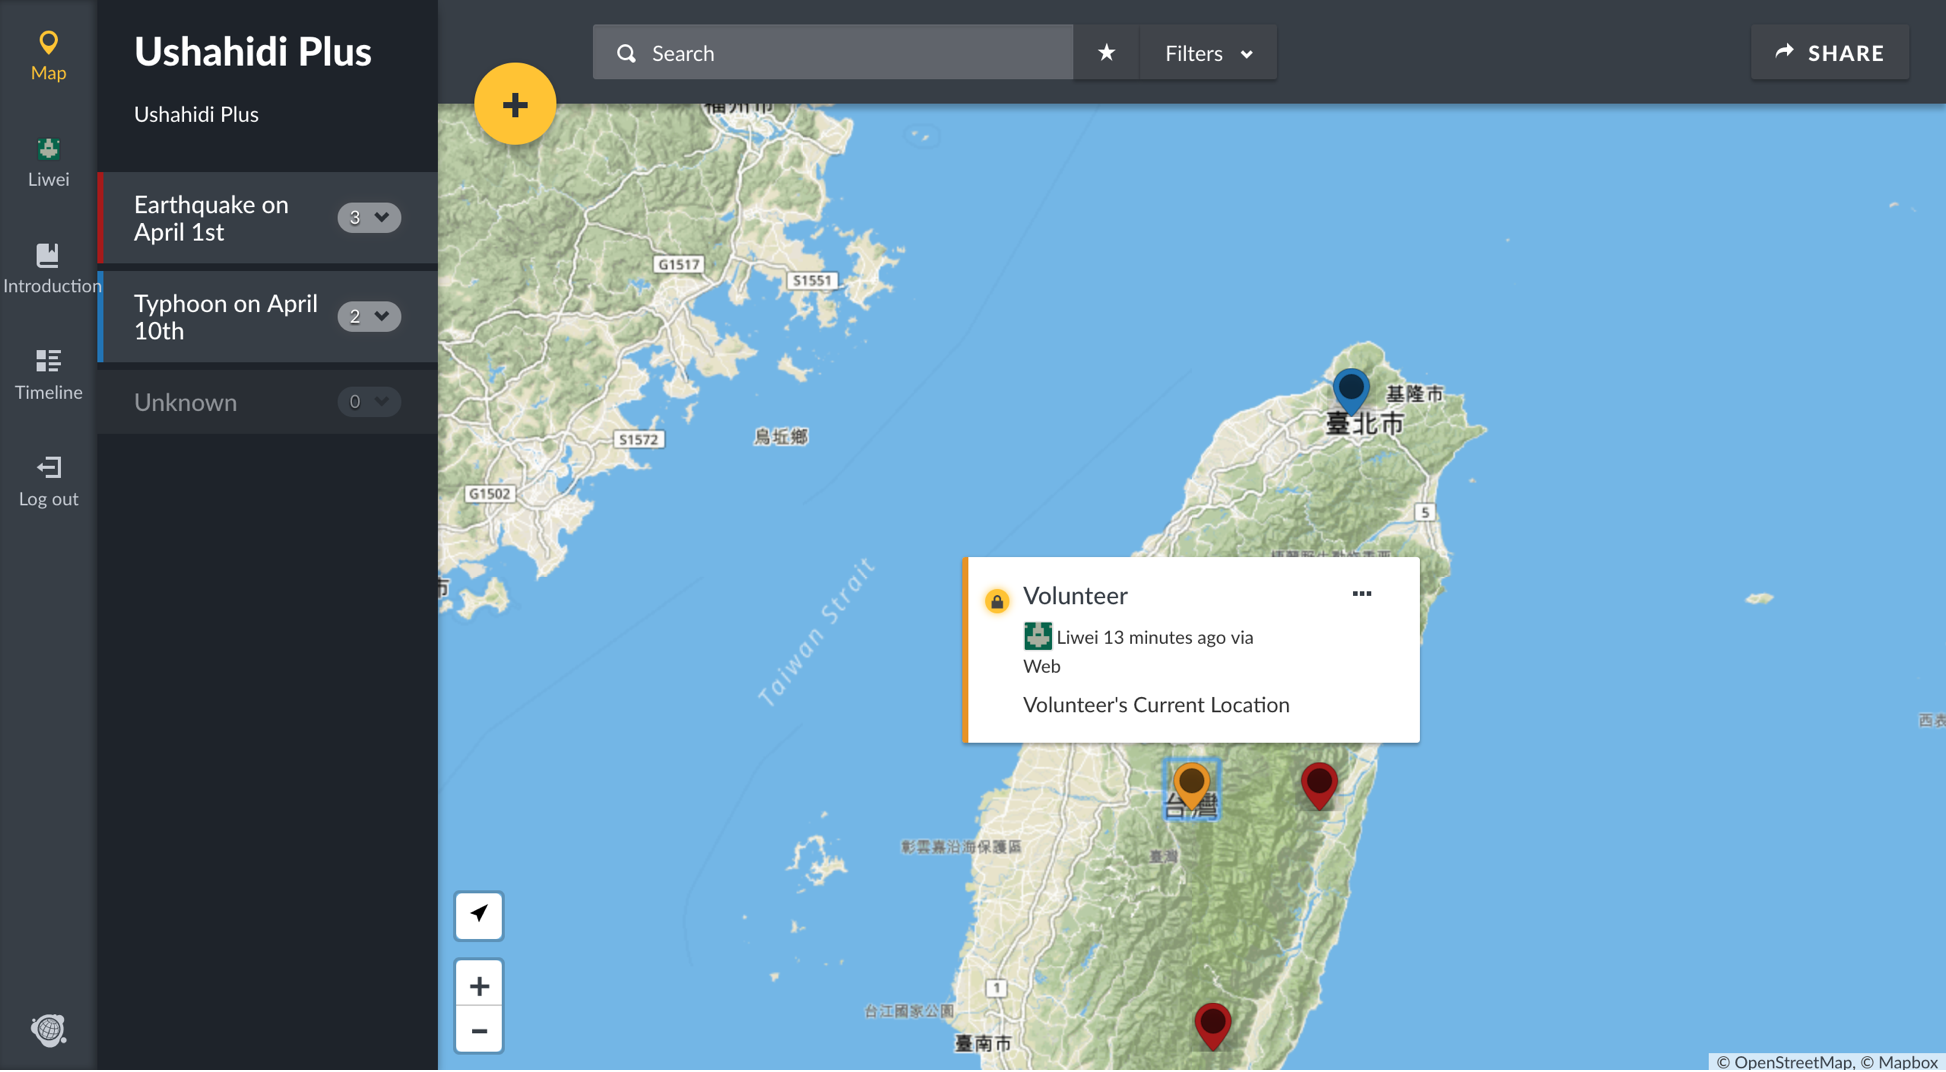 Map
Liwei
Introduction
Timeline
Log out
Ushahidi Plus
Ushahidi Plus
Earthquake on
April 1st
3
Typhoon on April
10th
2
Unknown
0
Search
Filters
SHARE
福州市
G1517
S1551
S1572
烏坵鄉
G1502
市
Taiwan Strait
基隆市
臺北市
5
Volunteer
Liwei 13 minutes ago via
Web
Volunteer's Current Location
西表
台灣
臺灣
彰雲嘉沿海保護區
1
台江國家公園
臺南市
© OpenStreetMap, © Mapbox